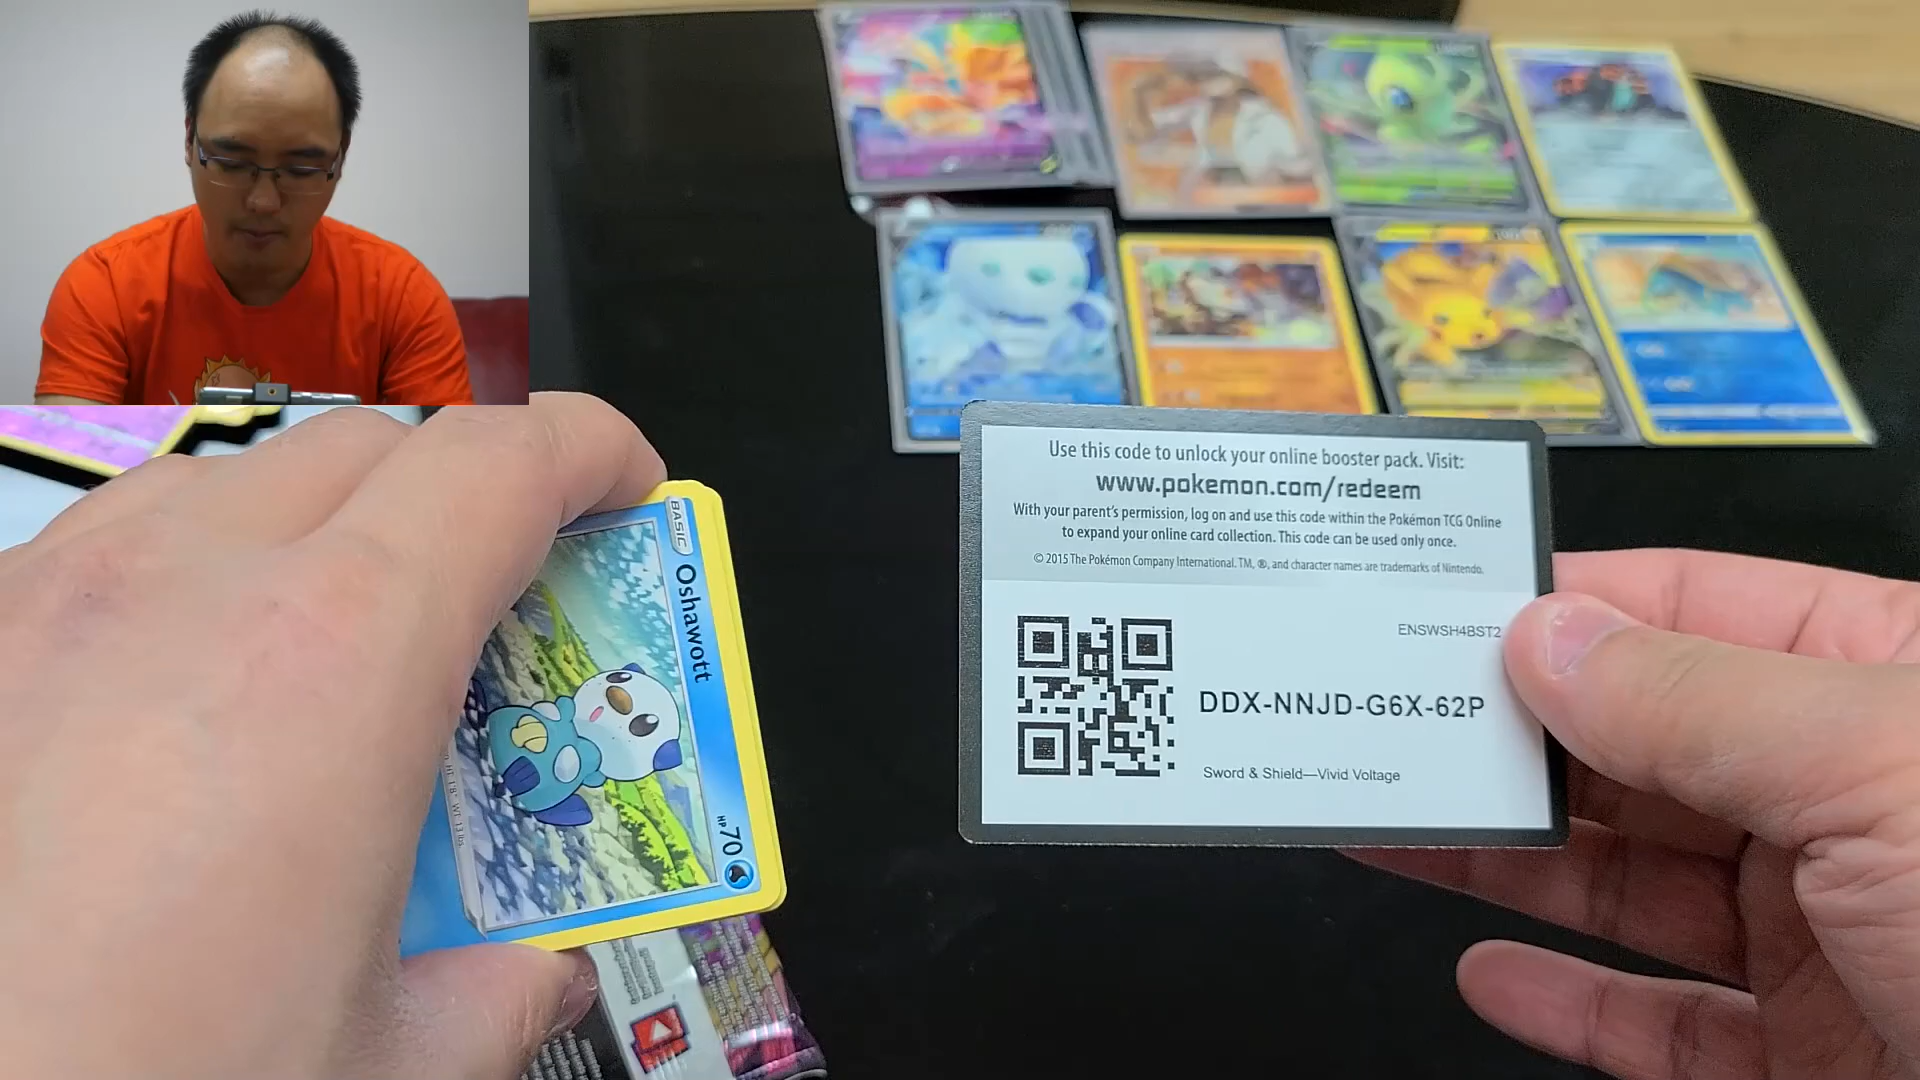 Use this code to unlock your online booster pack. Visit:
www.pokemon.com/redeem
With your parent's permission, log on and use this code within the Pokémon TCG Online
to expand your online card collection. This code can be used only once.
© 2015 The Pokémon Company International. TM, ®, and character names are trademarks of Nintendo.
ENSWSH4BST2
DDX-NNJD-G6X-62P
Sword & Shield—Vivid Voltage
BASIC
Oshawott
HP 70